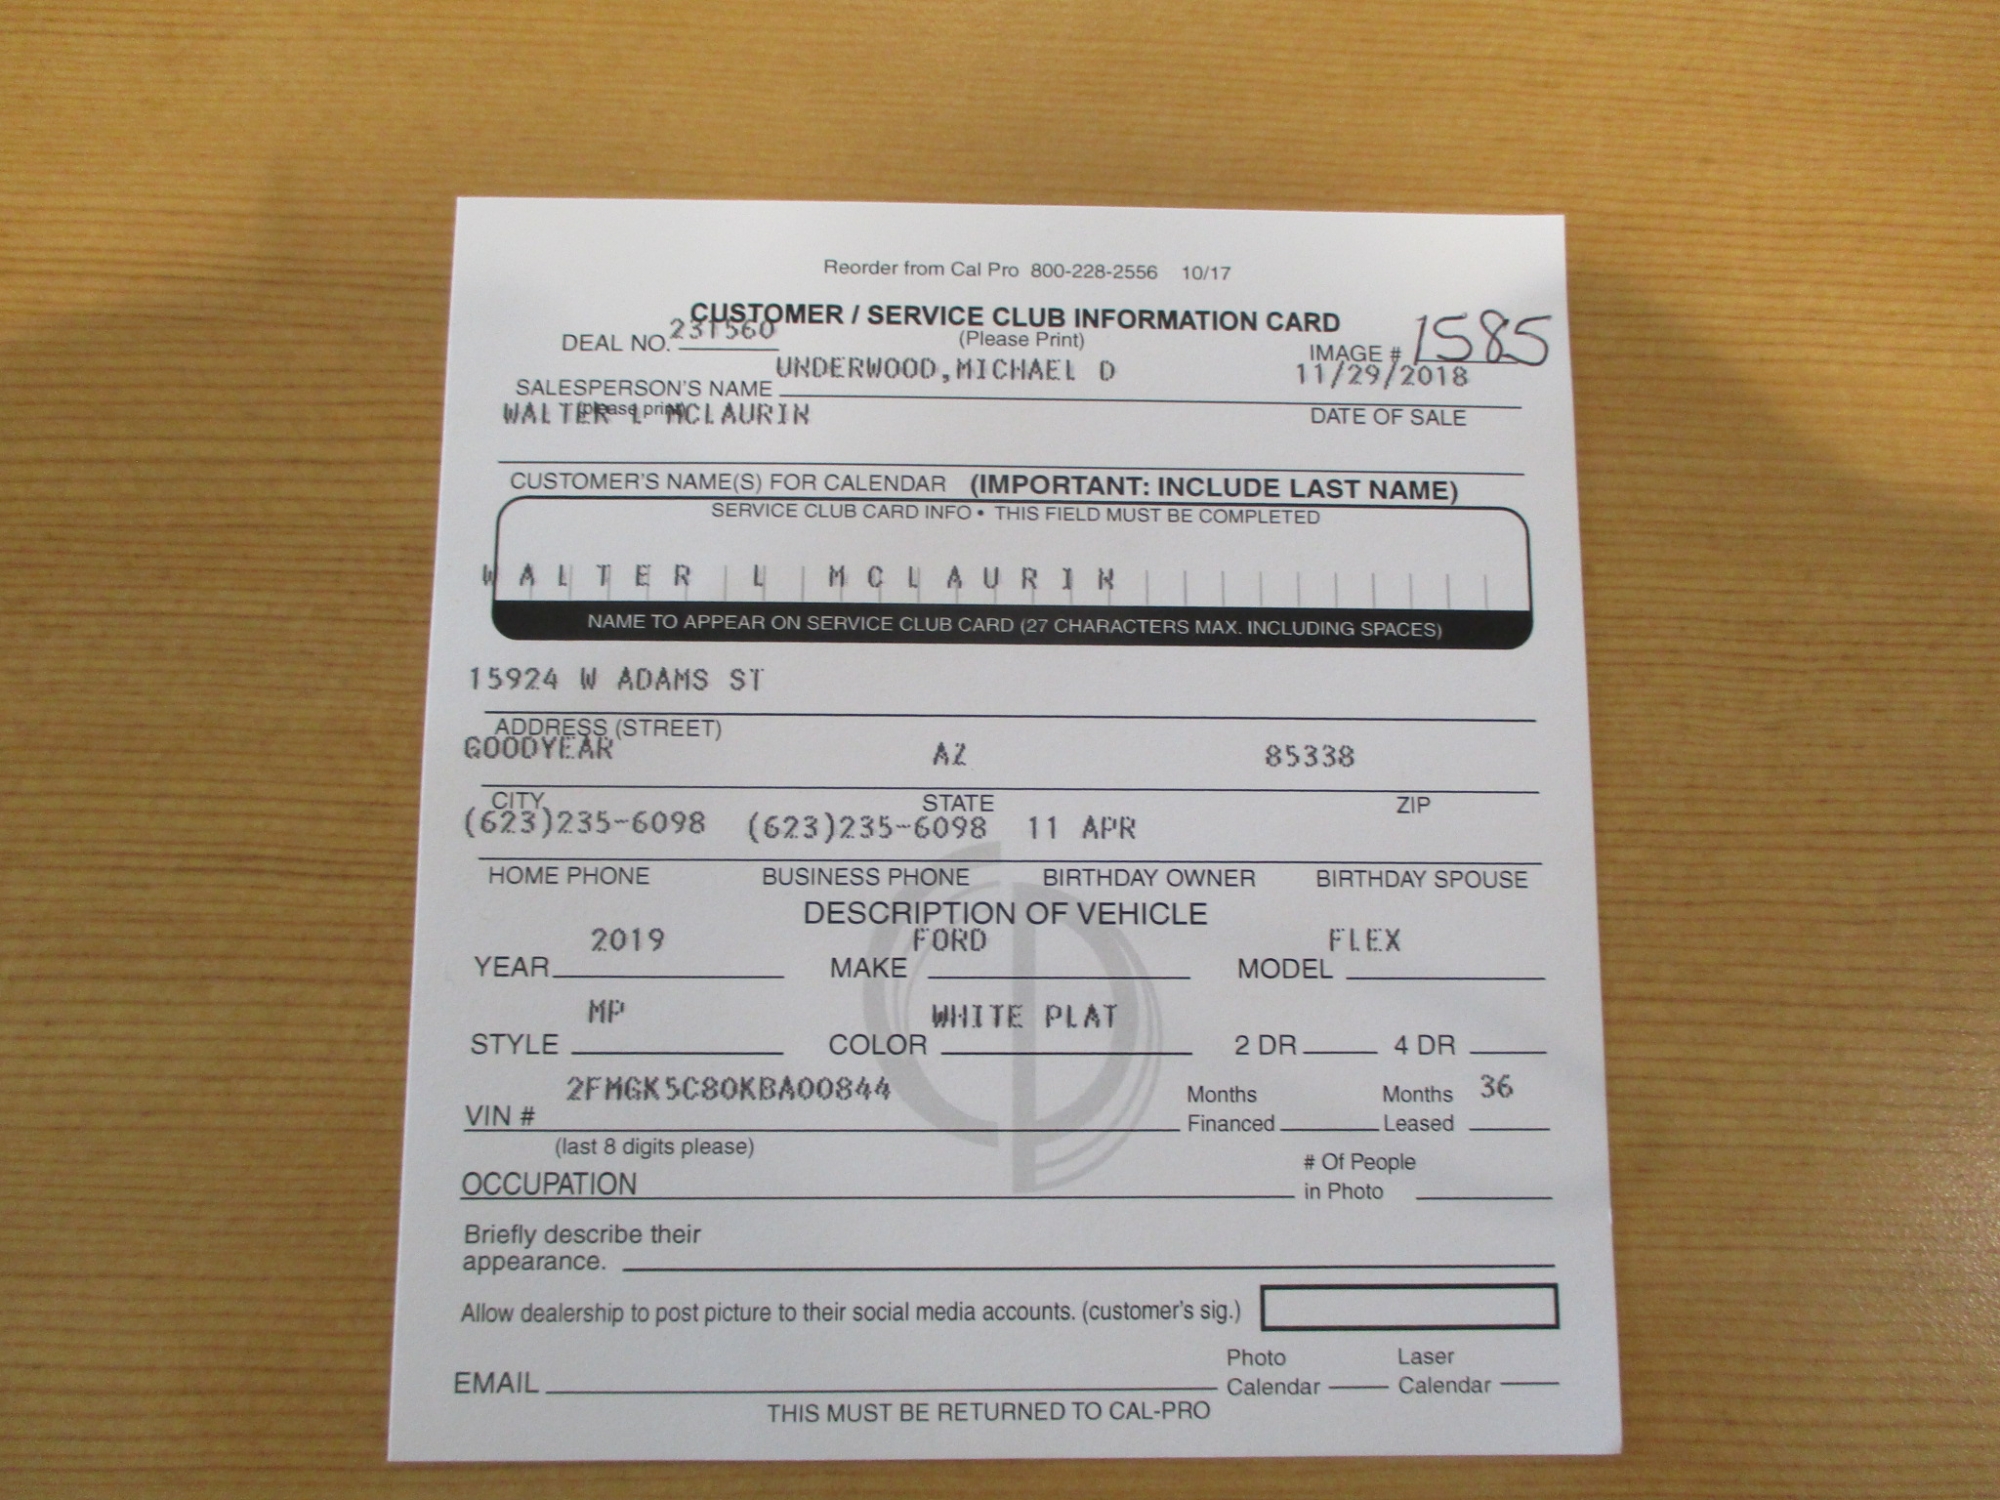 Reorder from Cal Pro 800-228-2556 10/17
CUSTOMER / SERVICE CLUB INFORMATION CARD
DEAL NO. 231560 (Please Print) IMAGE # 1585
SALESPERSON'S NAME UNDERWOOD,MICHAEL D 11/29/2018
(please print) DATE OF SALE
WALTER L MCLAURIN
CUSTOMER'S NAME(S) FOR CALENDAR (IMPORTANT: INCLUDE LAST NAME)
SERVICE CLUB CARD INFO • THIS FIELD MUST BE COMPLETED
WALTER L MCLAURIN
NAME TO APPEAR ON SERVICE CLUB CARD (27 CHARACTERS MAX. INCLUDING SPACES)
15924 W ADAMS ST
ADDRESS (STREET)
GOODYEAR AZ 85338
CITY STATE ZIP
(623)235-6098 (623)235-6098 11 APR
HOME PHONE BUSINESS PHONE BIRTHDAY OWNER BIRTHDAY SPOUSE
DESCRIPTION OF VEHICLE
YEAR 2019 MAKE FORD MODEL FLEX
STYLE MP COLOR WHITE PLAT 2 DR 4 DR
VIN # 2FMGK5C80KBA00844 Months Financed Months Leased 36
(last 8 digits please)
OCCUPATION # Of People in Photo
Briefly describe their
appearance.
Allow dealership to post picture to their social media accounts. (customer's sig.)
EMAIL Photo Calendar Laser Calendar
THIS MUST BE RETURNED TO CAL-PRO